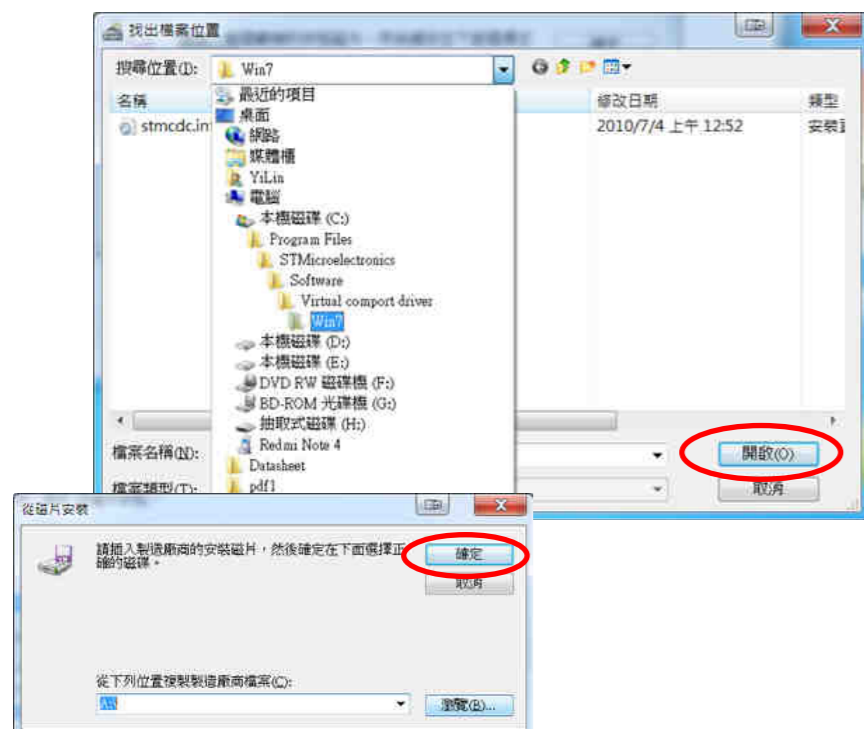 找出檔案位置
搜尋位置(I): Win7
名稱 修改日期 類型
stmcdc.in 2010/7/4 上午 12:52
最近的項目
桌面
網路
媒體櫃
YiLin
電腦
本機磁碟 (C:)
Program Files
STMicroelectronics
Software
Virtual comport driver
Win7
本機磁碟 (D:)
本機磁碟 (E:)
DVD RW 磁碟機 (F:)
BD-ROM 光碟機 (G:)
抽取式磁碟 (H:)
Redmi Note 4
Datasheet
pdf1
檔案名稱(N): 開啟(O)
檔案類型(T): 取消
從磁片安裝
請插入製造廠商的安裝磁片，然後確定在下面選擇正
確的磁碟。
確定
取消
從下列位置複製製造廠商檔案(C):
A:\
瀏覽(B)...